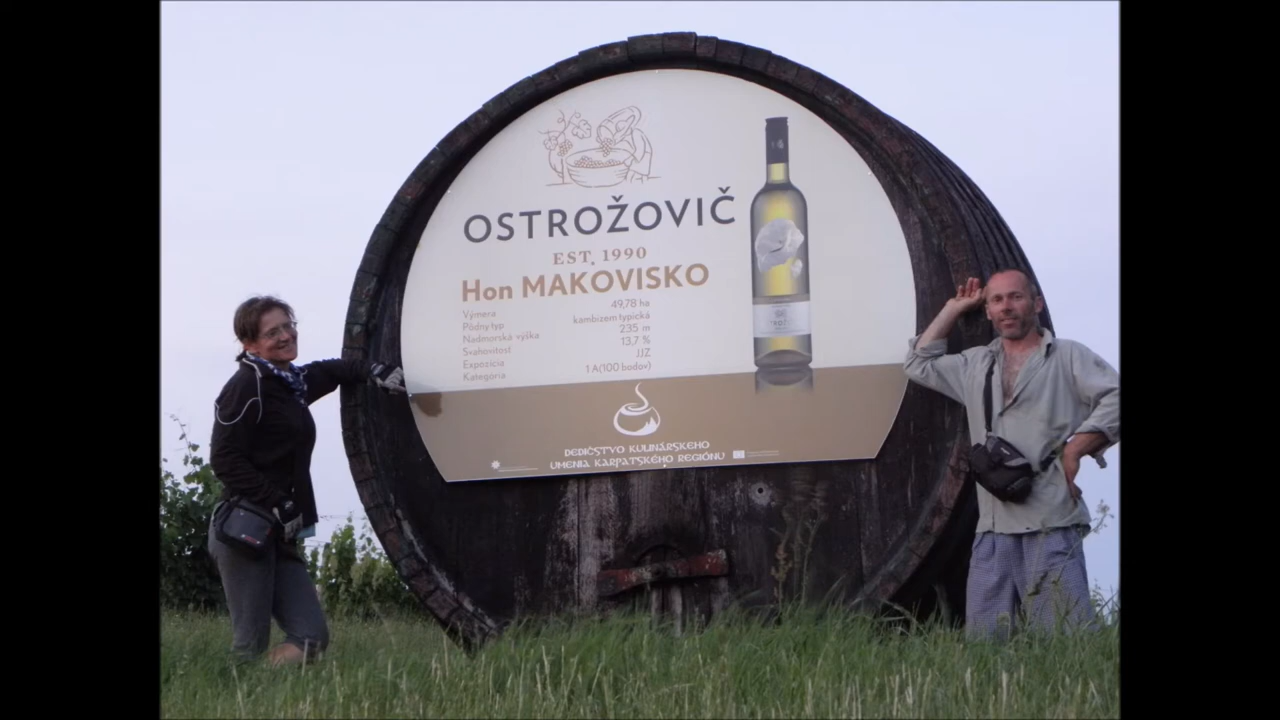 OSTROŽOVIČ
EST. 1990
Hon MAKOVISKO
Výmera 49,78 ha
Pôdny typ kambizem typická
Nadmorská výška 235 m
Svahovitosť 13,7 %
Expozícia JJZ
Kategória 1 A(100 bodov)
DEDIČSTVO KULINÁRSKEHO
UMENIA KARPATSKÉHO REGIÓNU